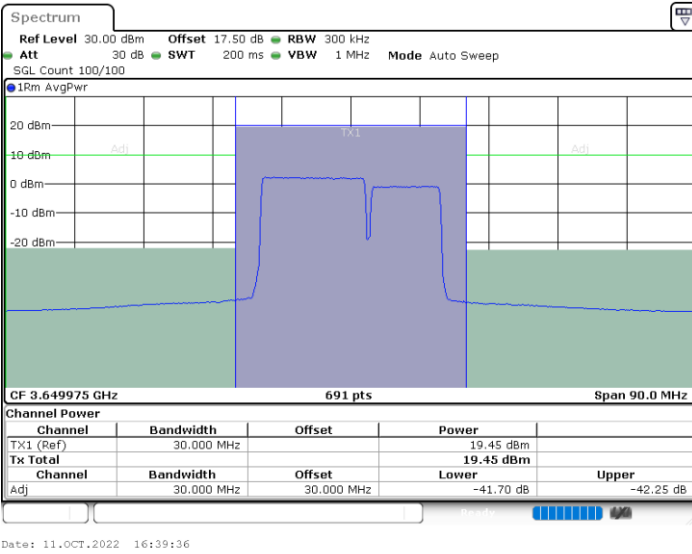 Spectrum
Ref Level 30.00 dBm Offset 17.50 dB RBW 300 kHz
Att 30 dB SWT 200 ms VBW 1 MHz Mode Auto Sweep
SGL Count 100/100
1Rm AvgPwr
20 dBm
TX1
Adj Adj
10 dBm
0 dBm
-10 dBm
-20 dBm
CF 3.649975 GHz 691 pts Span 90.0 MHz
Channel Power
Channel Bandwidth Offset Power
TX1 (Ref) 30.000 MHz 19.45 dBm
Tx Total 19.45 dBm
Channel Bandwidth Offset Lower Upper
Adj 30.000 MHz 30.000 MHz -41.70 dB -42.25 dB
Ready
Date: 11.OCT.2022 16:39:36